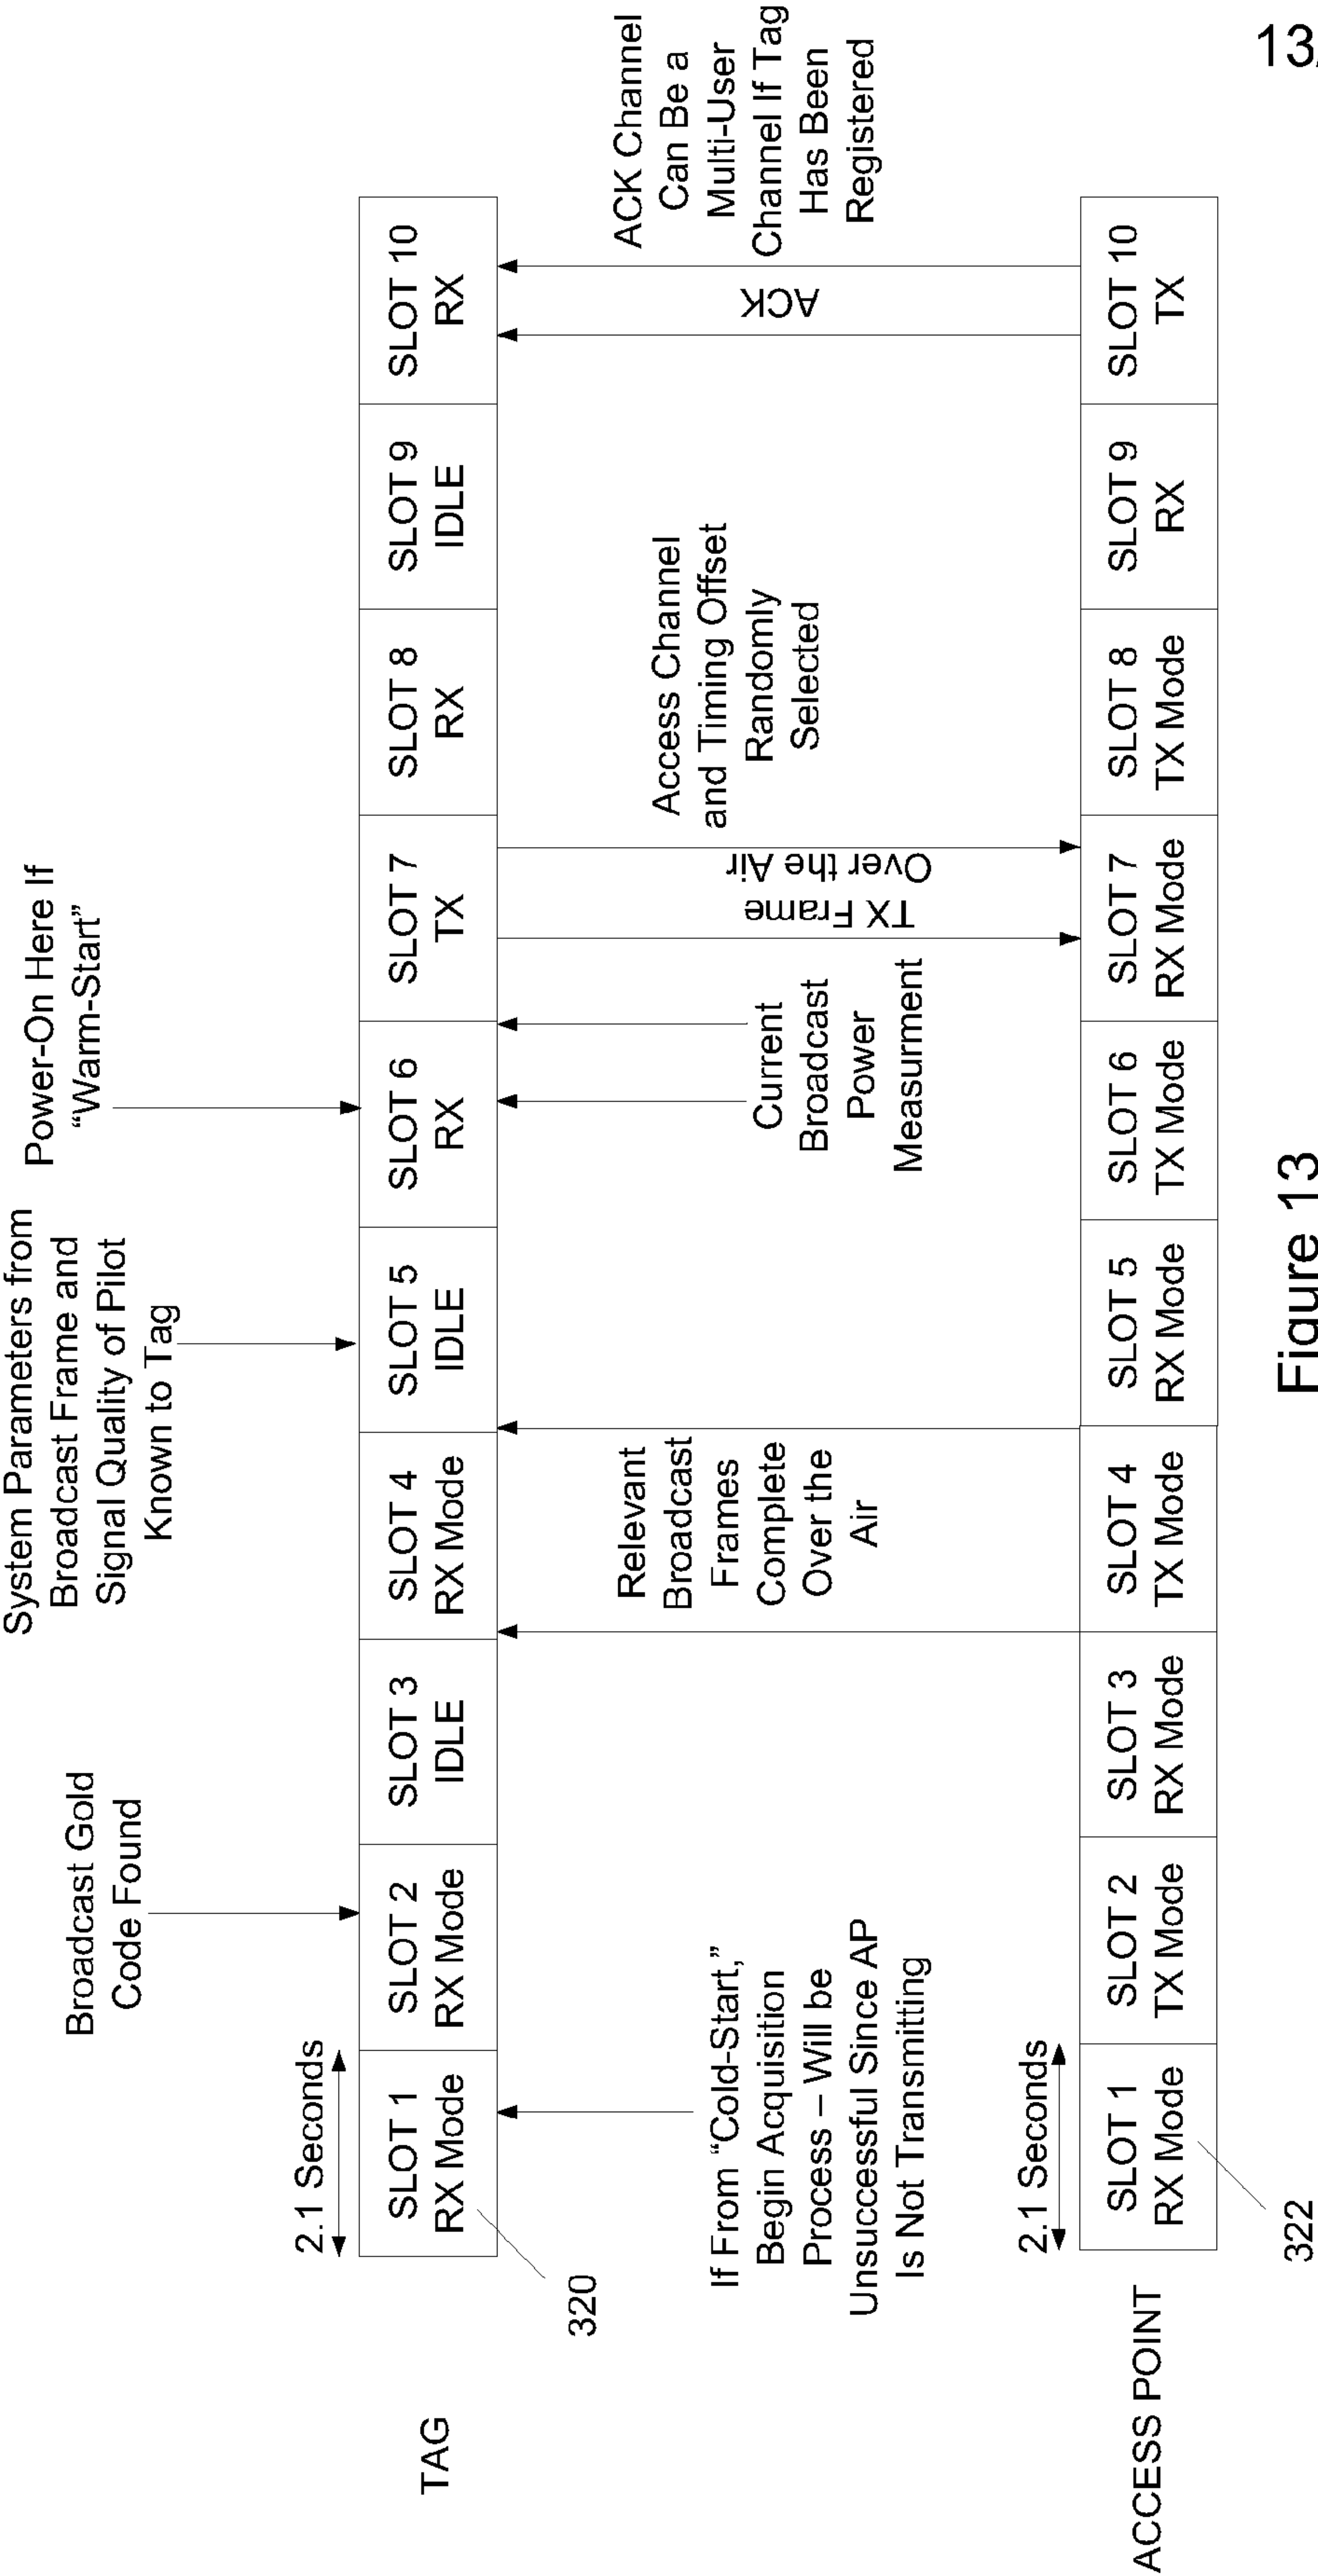 System Parameters from
Broadcast Frame and
Signal Quality of Pilot
Known to Tag
Power-On Here If
“Warm-Start”
Broadcast Gold
Code Found
2.1 Seconds
TAG
SLOT 1
RX Mode
SLOT 2
RX Mode
SLOT 3
IDLE
SLOT 4
RX Mode
SLOT 5
IDLE
SLOT 6
RX
SLOT 7
TX
SLOT 8
RX
SLOT 9
IDLE
SLOT 10
RX
320
If From “Cold-Start,”
Begin Acquisition
Process – Will be
Unsuccessful Since AP
Is Not Transmitting
Relevant
Broadcast
Frames
Complete
Over the
Air
Current
Broadcast
Power
Measurment
TX Frame
Over the Air
Access Channel
and Timing Offset
Randomly
Selected
ACK
ACK Channel
Can Be a
Multi-User
Channel If Tag
Has Been
Registered
2.1 Seconds
ACCESS POINT
SLOT 1
RX Mode
SLOT 2
TX Mode
SLOT 3
RX Mode
SLOT 4
TX Mode
SLOT 5
RX Mode
SLOT 6
TX Mode
SLOT 7
RX Mode
SLOT 8
TX Mode
SLOT 9
RX
SLOT 10
TX
322
Figure 13
13/